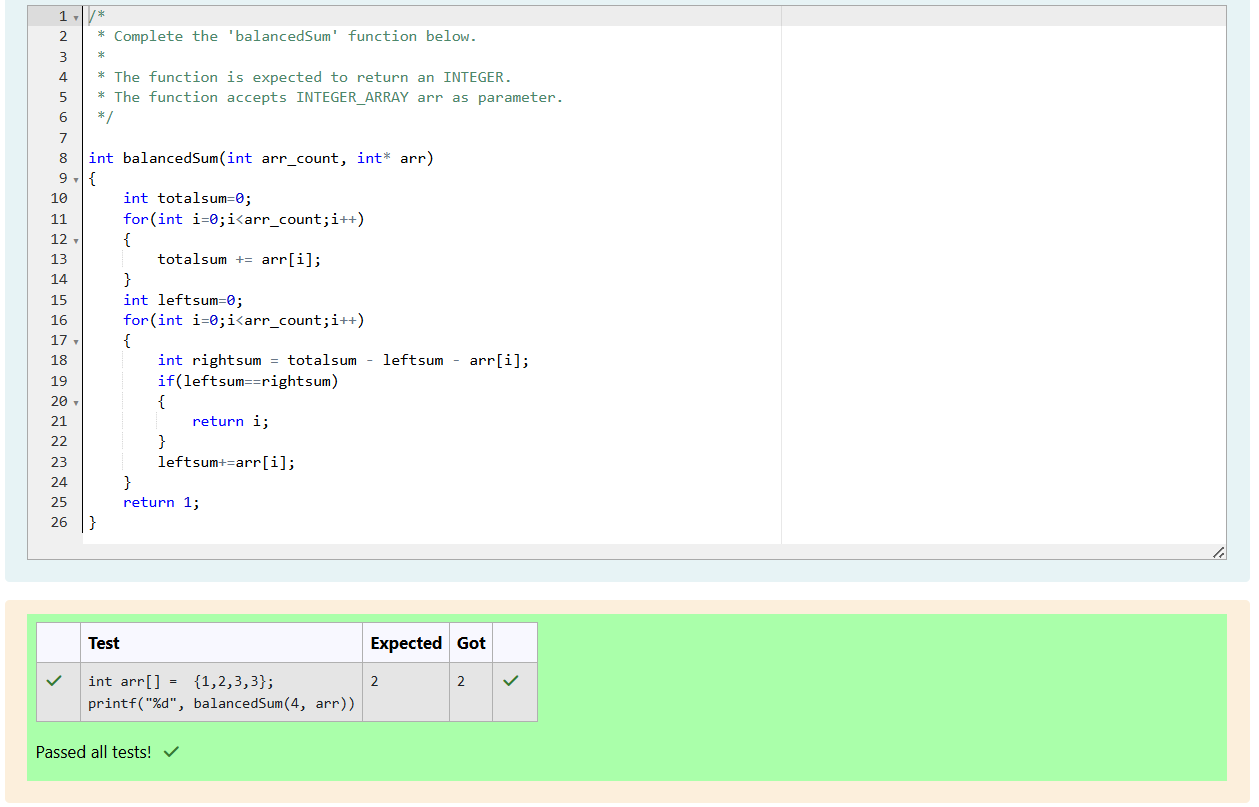 1 /*
2  * Complete the 'balancedSum' function below.
3  *
4  * The function is expected to return an INTEGER.
5  * The function accepts INTEGER_ARRAY arr as parameter.
6  */
7
8 int balancedSum(int arr_count, int* arr)
9 {
10     int totalsum=0;
11     for(int i=0;i<arr_count;i++)
12     {
13         totalsum += arr[i];
14     }
15     int leftsum=0;
16     for(int i=0;i<arr_count;i++)
17     {
18         int rightsum = totalsum - leftsum - arr[i];
19         if(leftsum==rightsum)
20         {
21             return i;
22         }
23         leftsum+=arr[i];
24     }
25     return 1;
26 }
Test Expected Got
int arr[] =  {1,2,3,3}; 2 2
printf("%d", balancedSum(4, arr))
Passed all tests!